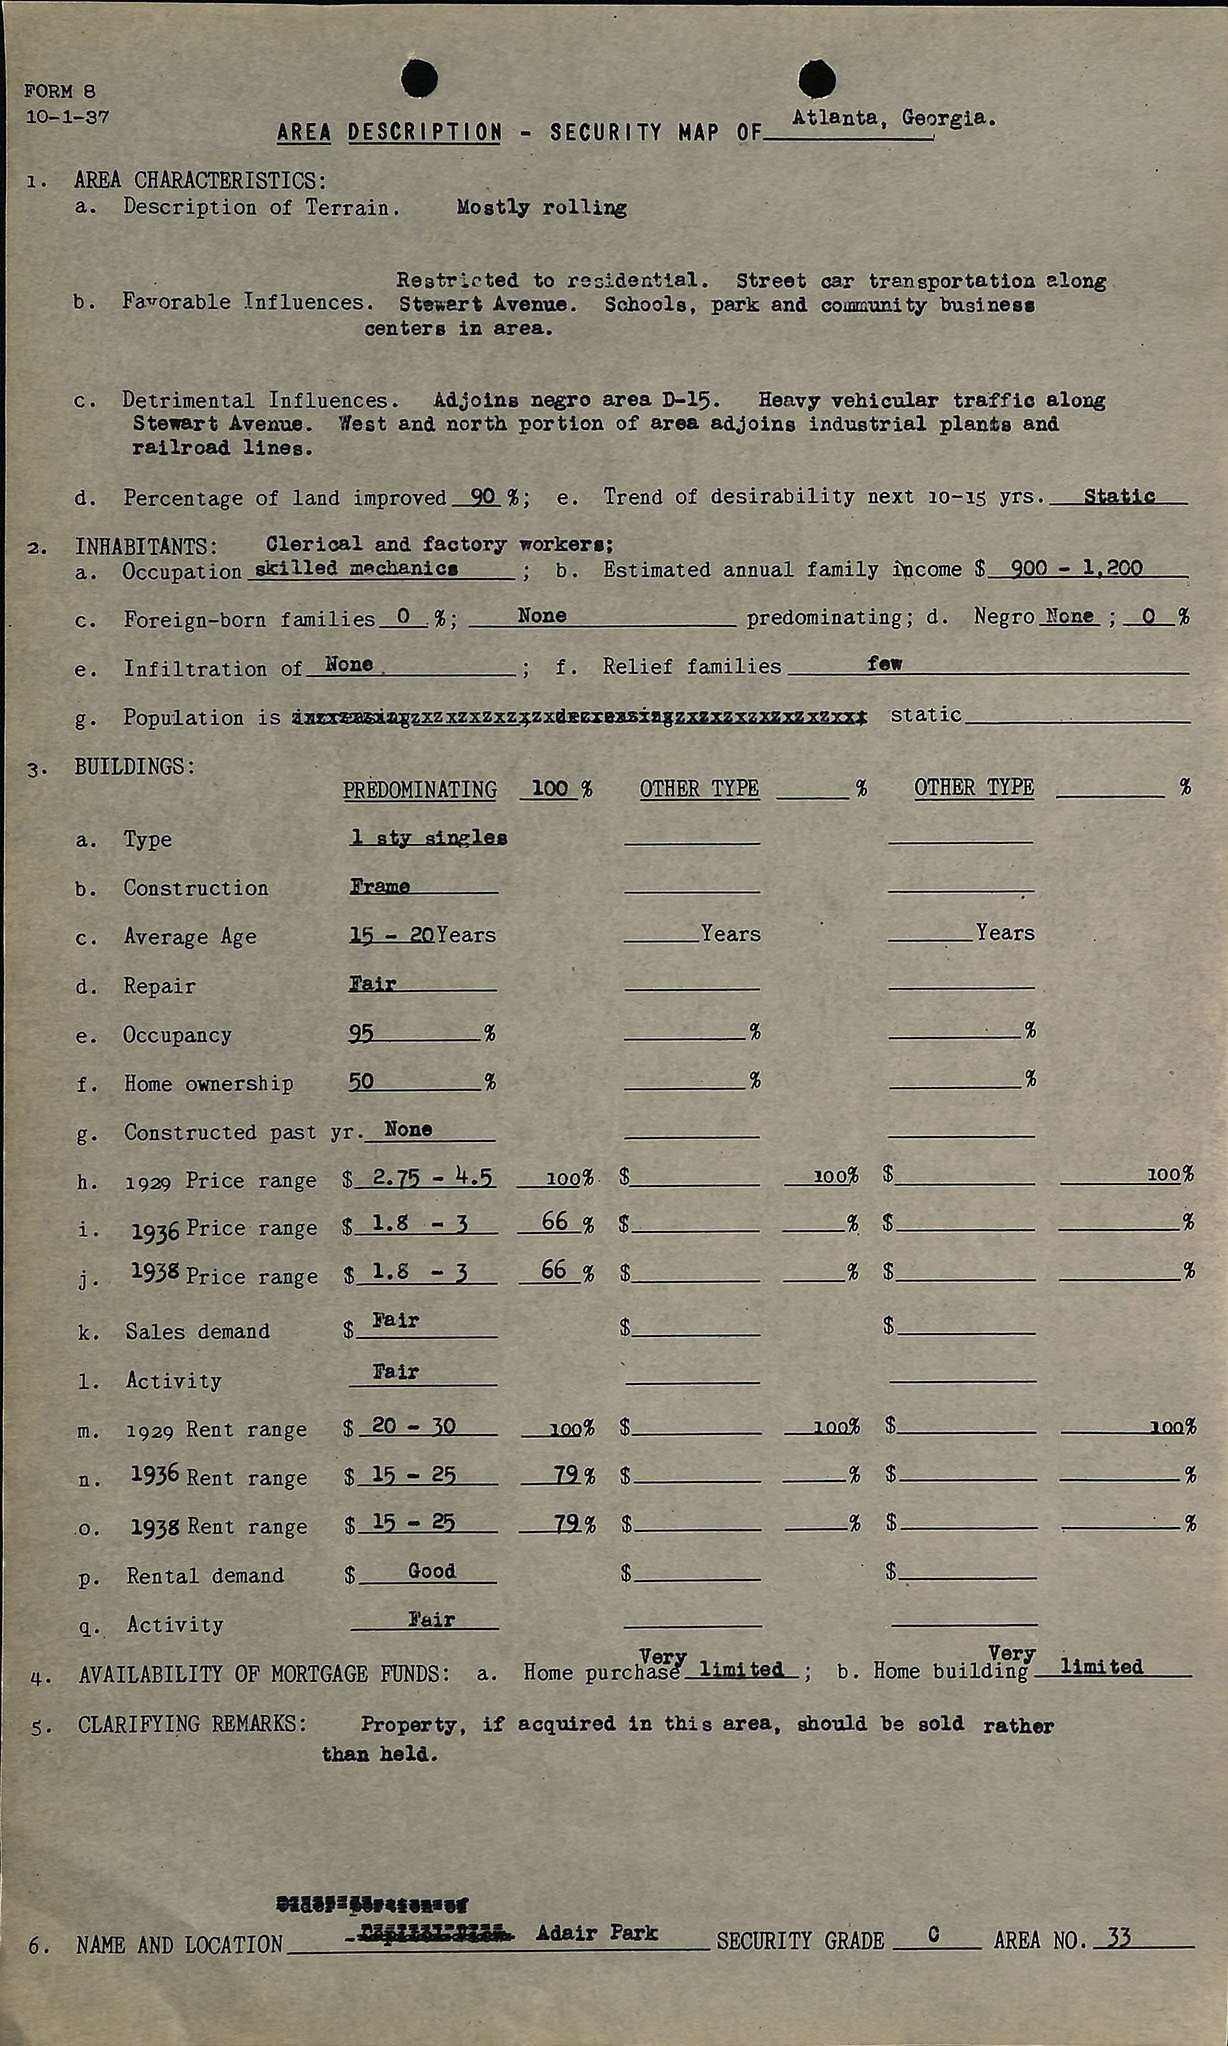 FORM 8
10-1-37
AREA DESCRIPTION - SECURITY MAP OF Atlanta, Georgia.
1. AREA CHARACTERISTICS:
a. Description of Terrain. Mostly rolling
Restricted to residential. Street car transportation along
b. Favorable Influences. Stewart Avenue. Schools, park and community business
centers in area.
c. Detrimental Influences. Adjoins negro area D-15. Heavy vehicular traffic along
Stewart Avenue. West and north portion of area adjoins industrial plants and
railroad lines.
d. Percentage of land improved 90 %; e. Trend of desirability next 10-15 yrs. Static
2. INHABITANTS: Clerical and factory workers;
a. Occupation skilled mechanics ; b. Estimated annual family income $ 900 - 1,200
c. Foreign-born families 0 %; None predominating; d. Negro None ; 0 %
e. Infiltration of None ; f. Relief families few
g. Population is static
3. BUILDINGS:
PREDOMINATING 100 % OTHER TYPE % OTHER TYPE %
a. Type 1 sty singles
b. Construction Frame
c. Average Age 15 - 20 Years Years Years
d. Repair Fair
e. Occupancy 95 % % %
f. Home ownership 50 % % %
g. Constructed past yr. None
h. 1929 Price range $ 2.75 - 4.5 100% $ 100% $ 100%
i. 1936 Price range $ 1.8 - 3 66 % $ % $ %
j. 1938 Price range $ 1.8 - 3 66 % $ % $ %
k. Sales demand $ Fair $ $
l. Activity Fair
m. 1929 Rent range $ 20 - 30 100% $ 100% $ 100%
n. 1936 Rent range $ 15 - 25 79 % $ % $ %
o. 1938 Rent range $ 15 - 25 79 % $ % $ %
p. Rental demand $ Good $ $
q. Activity Fair
4. AVAILABILITY OF MORTGAGE FUNDS: a. Home purchase Very limited ; b. Home building Very limited
5. CLARIFYING REMARKS: Property, if acquired in this area, should be sold rather
than held.
6. NAME AND LOCATION Adair Park SECURITY GRADE C AREA NO. 33